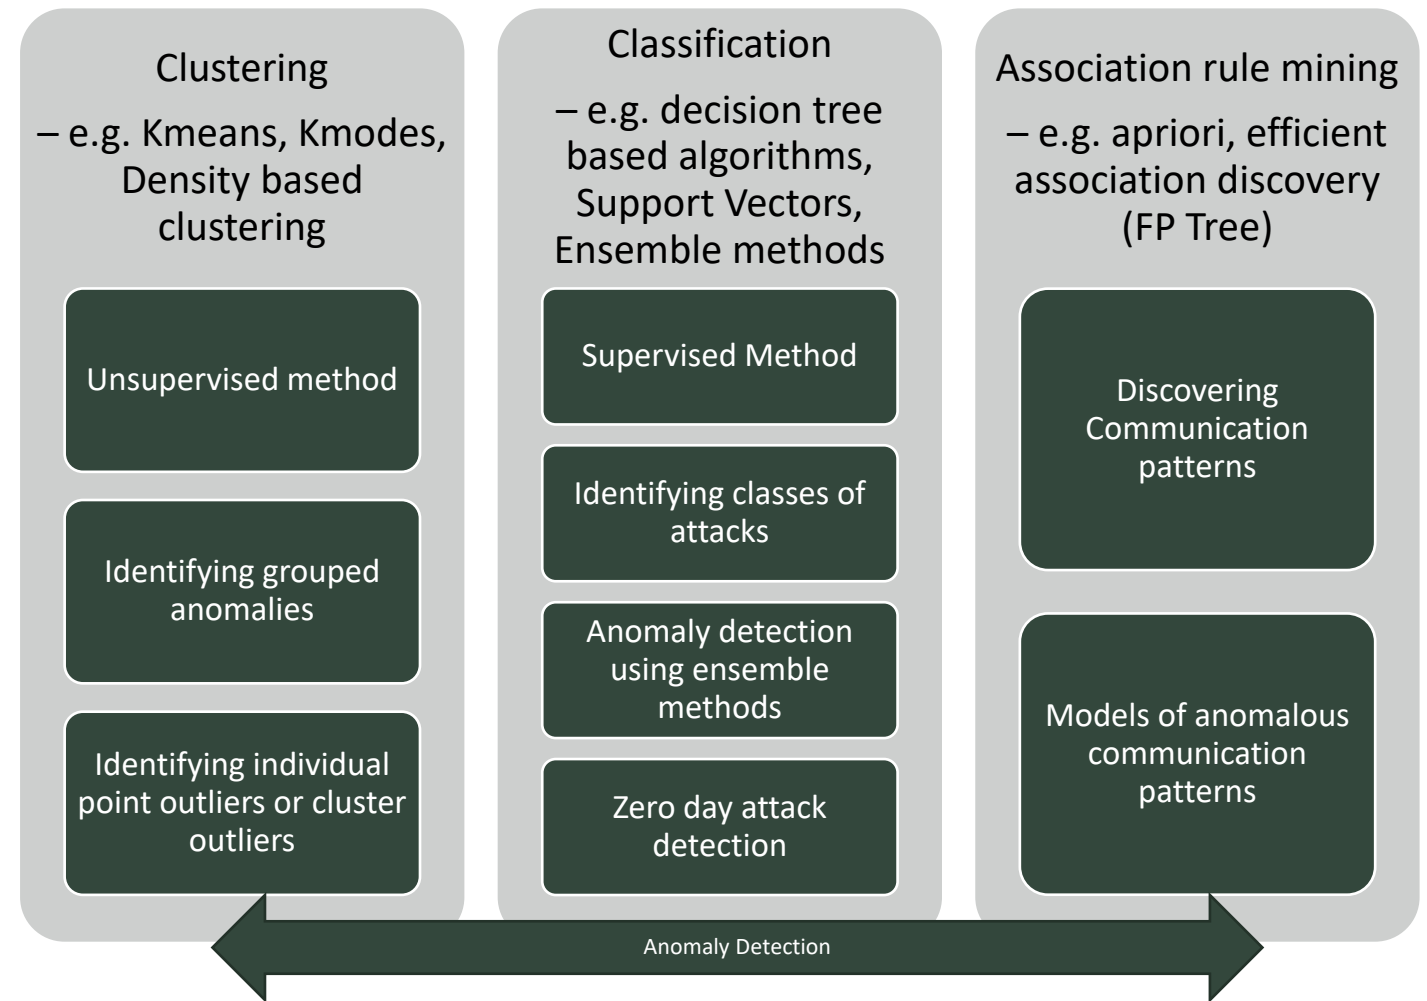 Clustering
– e.g. Kmeans, Kmodes,
Density based
clustering
Unsupervised method
Identifying grouped
anomalies
Identifying individual
point outliers or cluster
outliers
Classification
– e.g. decision tree
based algorithms,
Support Vectors,
Ensemble methods
Supervised Method
Identifying classes of
attacks
Anomaly detection
using ensemble
methods
Zero day attack
detection
Association rule mining
– e.g. apriori, efficient
association discovery
(FP Tree)
Discovering
Communication
patterns
Models of anomalous
communication
patterns
Anomaly Detection